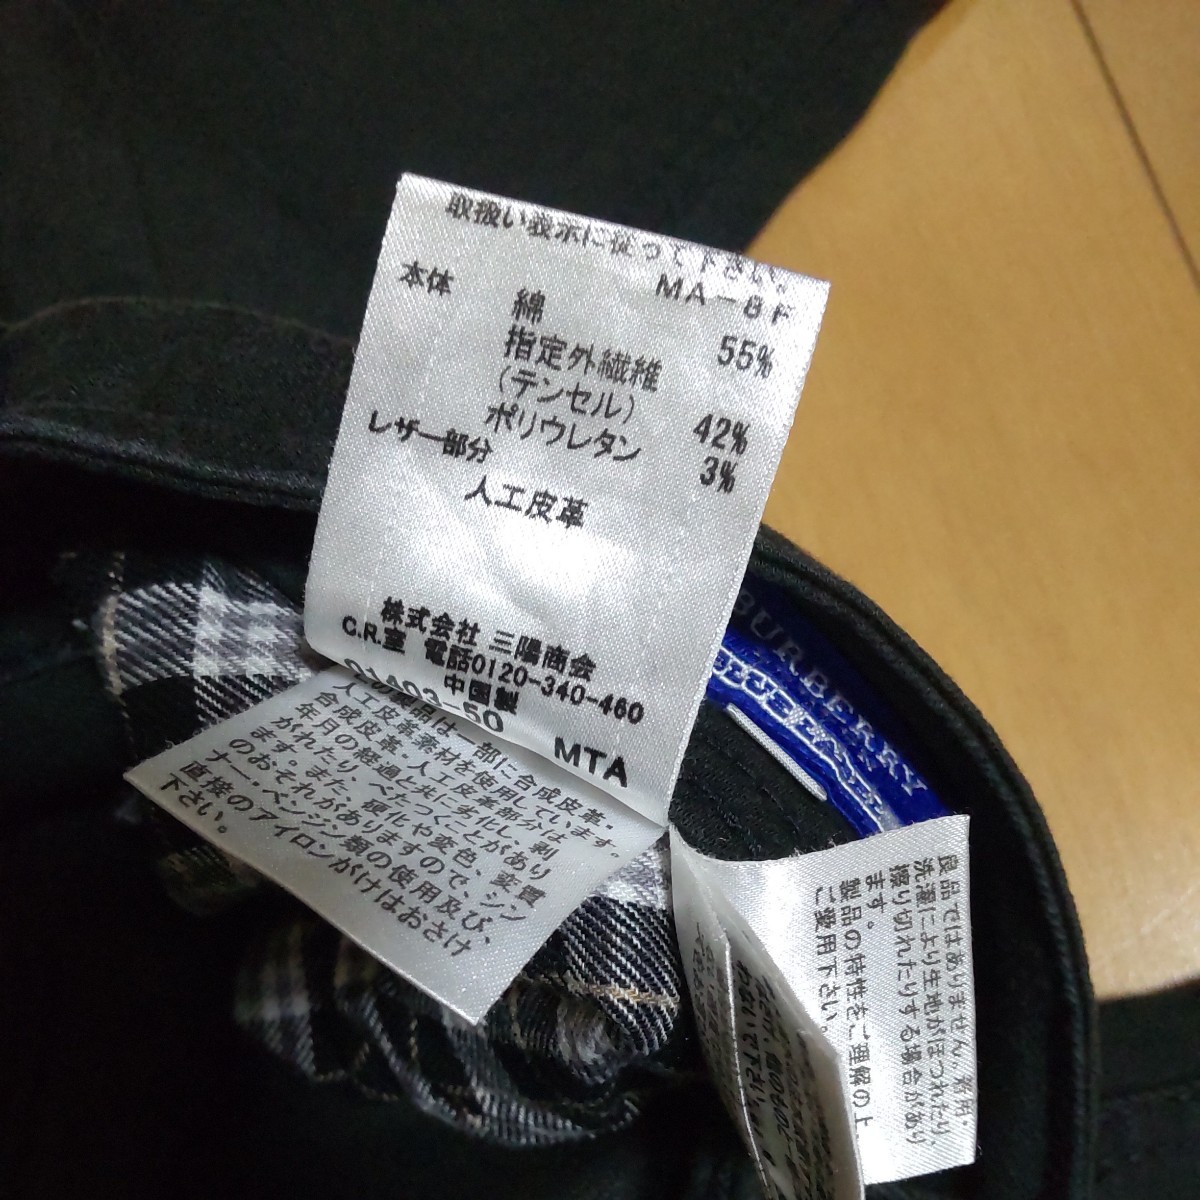 取扱い表示に従って下さい。
MA-8F
本体
綿 55%
指定外繊維
(テンセル) 42%
ポリウレタン 3%
レザー部分
人工皮革
株式会社 三陽商会
C.R.室 電話0120-340-460
中国製
MTA
人工皮革素材を使用しています。
合成皮革・人工皮革部分は
年月の経過と共に劣化し、剥
がれたり、べたつくことがあり
ます。また、硬化や変色、変質
のおそれがありますので、シン
ナー・ベンジン類の使用及び、
直接のアイロンがけはおさけ
下さい。
BURBERRY
BLUE LABEL
良品ではありません。着用・
洗濯により生地がほつれたり、
擦り切れたりする場合があり
ます。
製品の特性をご理解の上
ご愛用下さい。